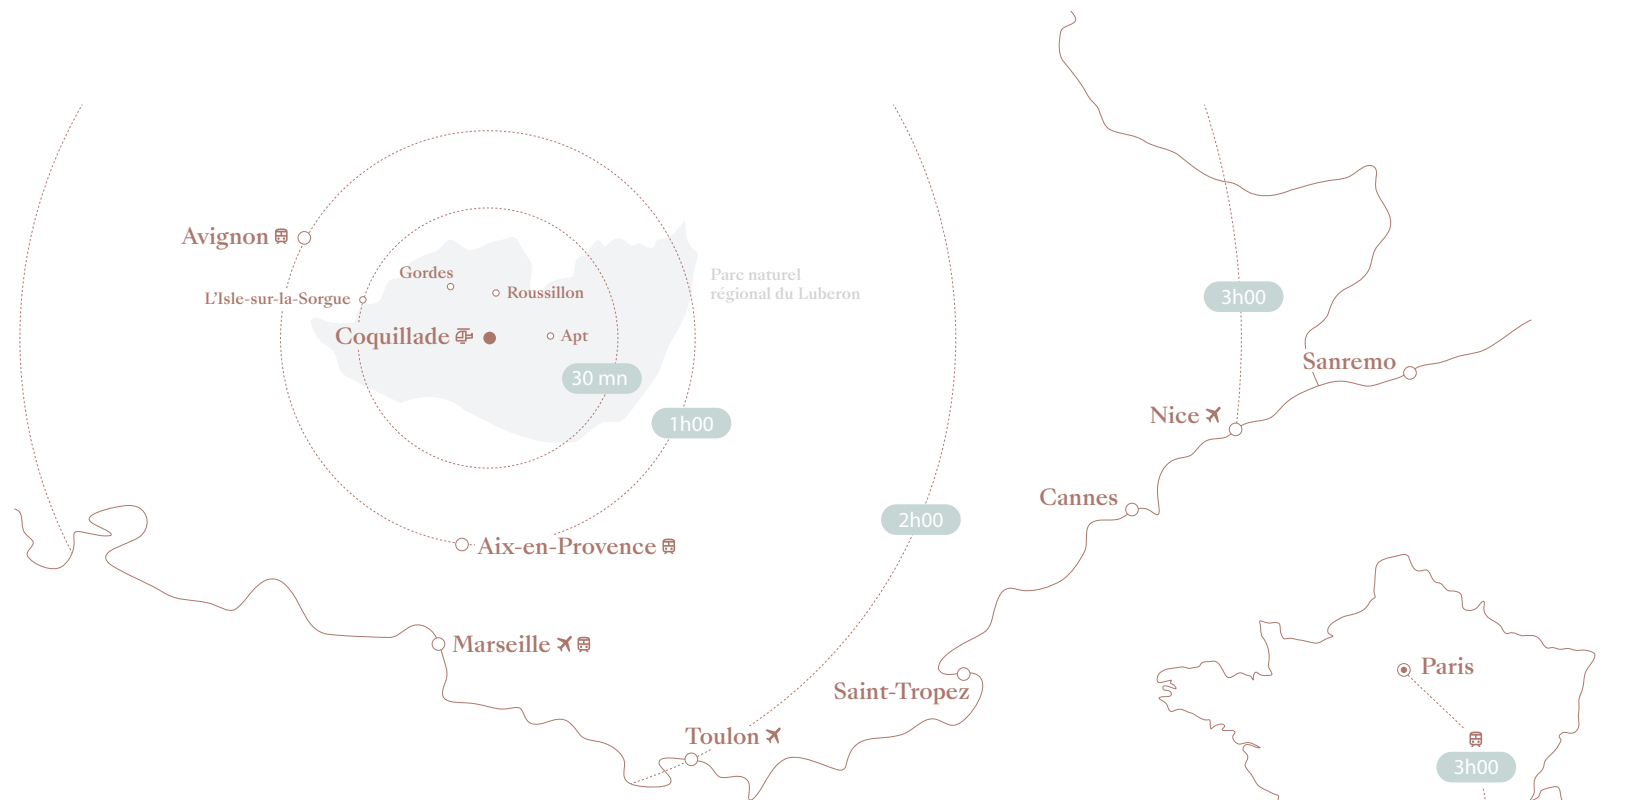 Avignon
Gordes
Parc naturel
régional du Luberon
L'Isle-sur-la-Sorgue
Roussillon
3h00
Coquillade
Apt
Sanremo
30 mn
1h00
Nice
Cannes
2h00
Aix-en-Provence
Marseille
Paris
Saint-Tropez
Toulon
3h00